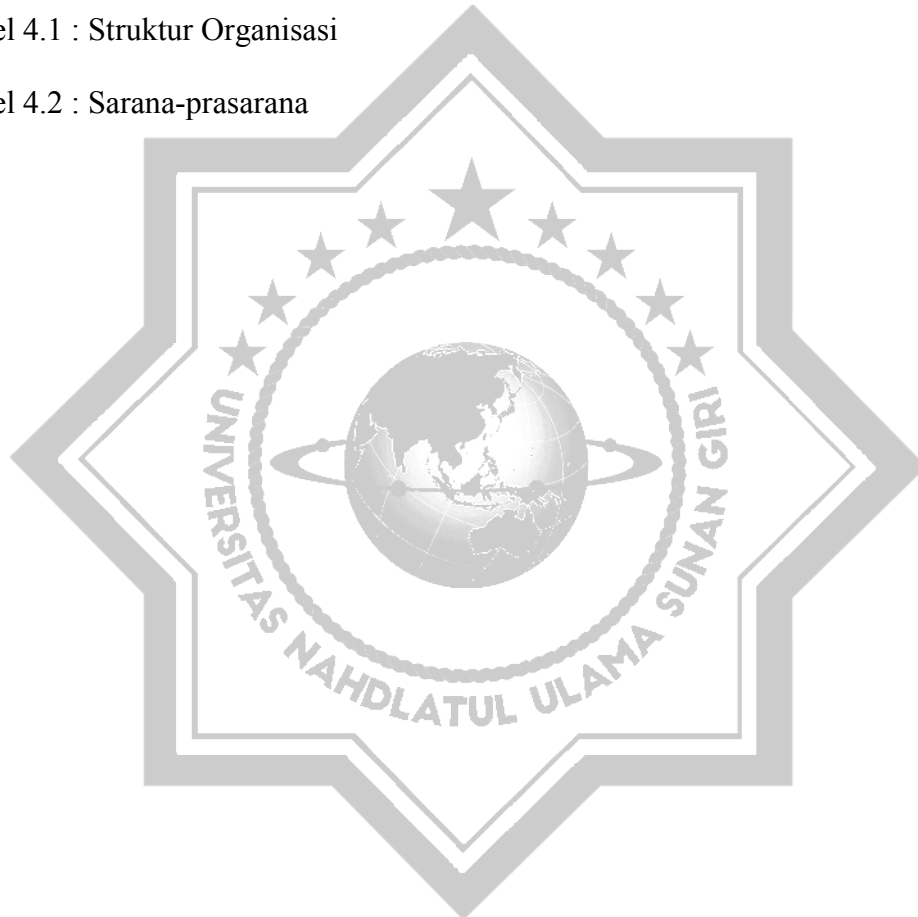 el 4.1 : Struktur Organisasi
el 4.2 : Sarana-prasarana
UNIVERSITAS NAHDLATUL ULAMA SUNAN GIRI